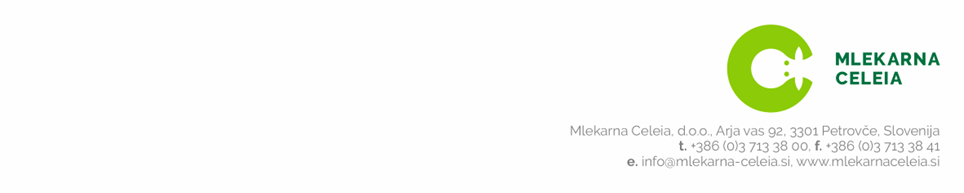 MLEKARNA
CELEIA
Mlekarna Celeia, d.o.o., Arja vas 92, 3301 Petrovče, Slovenija
t. +386 (0)3 713 38 00, f. +386 (0)3 713 38 41
e. info@mlekarna-celeia.si, www.mlekarnaceleia.si